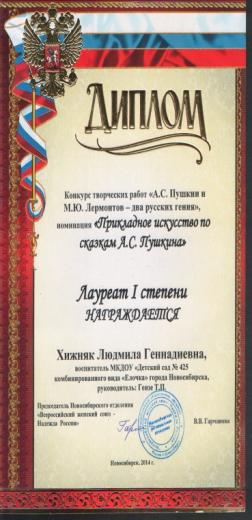 ДИПЛОМ
Конкурс творческих работ «А.С. Пушкин и
М.Ю. Лермонтов – два русских гения»,
номинация «Прикладное искусство по
сказкам А.С. Пушкина»
Лауреат I степени
НАГРАЖДАЕТСЯ
Хижняк Людмила Геннадиевна,
воспитатель МКДОУ «Детский сад № 425
комбинированного вида «Ёлочка» города Новосибирска,
руководитель: Гензе Т.П.
Председатель Новосибирского отделения
«Всероссийский женский союз -
Надежда России»
В.В. Гармашева
Новосибирск, 2014 г.